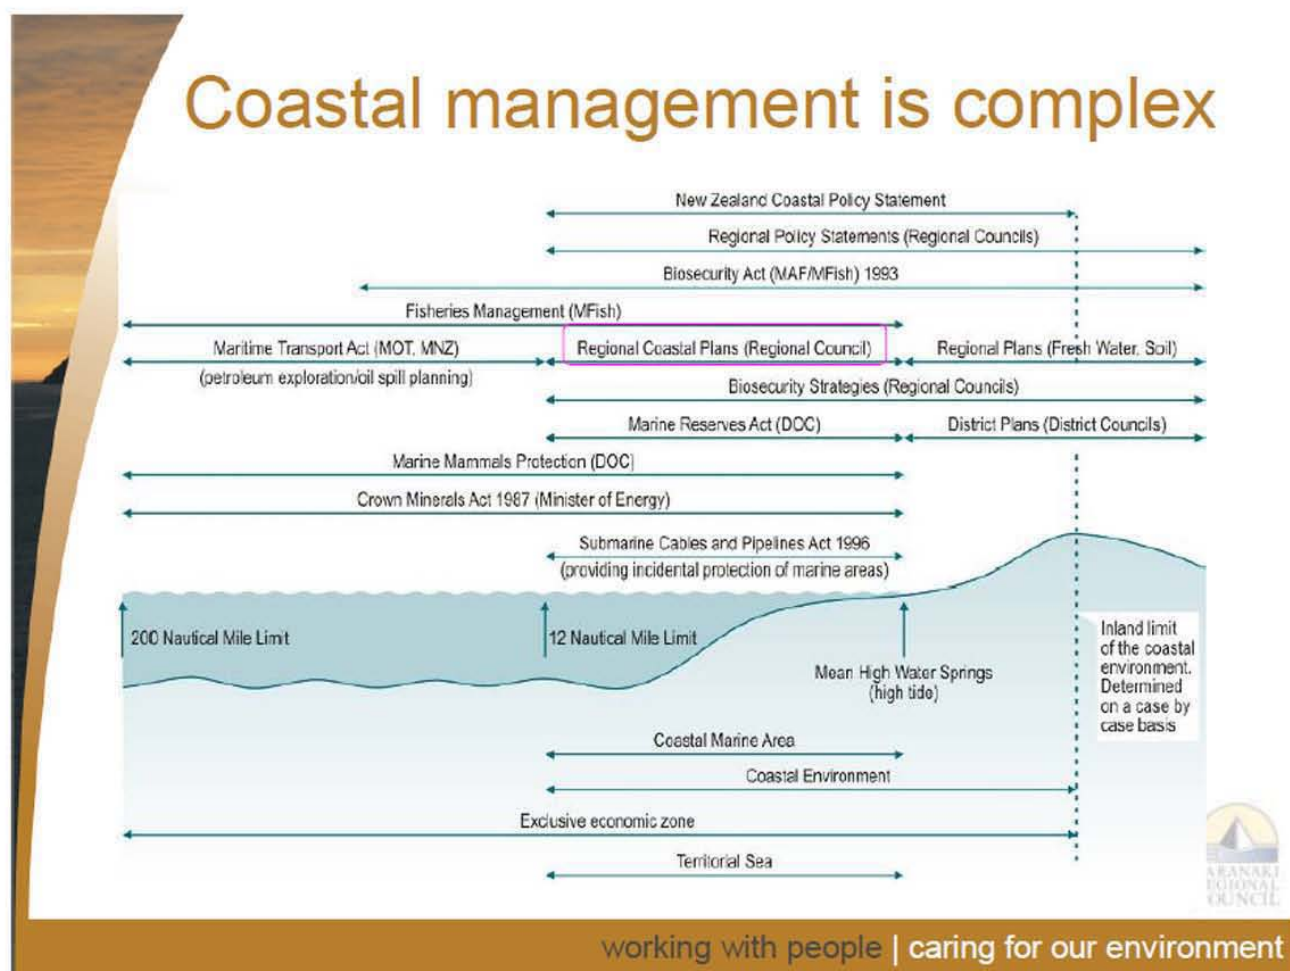 Coastal management is complex
New Zealand Coastal Policy Statement
Regional Policy Statements (Regional Councils)
Biosecurity Act (MAF/MFish) 1993
Fisheries Management (MFish)
Maritime Transport Act (MOT, MNZ)
(petroleum exploration/oil spill planning)
Regional Coastal Plans (Regional Council)
Regional Plans (Fresh Water, Soil)
Biosecurity Strategies (Regional Councils)
Marine Reserves Act (DOC)
District Plans (District Councils)
Marine Mammals Protection (DOC)
Crown Minerals Act 1987 (Minister of Energy)
Submarine Cables and Pipelines Act 1996
(providing incidental protection of marine areas)
200 Nautical Mile Limit
12 Nautical Mile Limit
Mean High Water Springs
(high tide)
Inland limit
of the coastal
environment.
Determined
on a case by
case basis
Coastal Marine Area
Coastal Environment
Exclusive economic zone
Territorial Sea
ARANAKI
EGIONAL
OUNCIL
working with people | caring for our environment